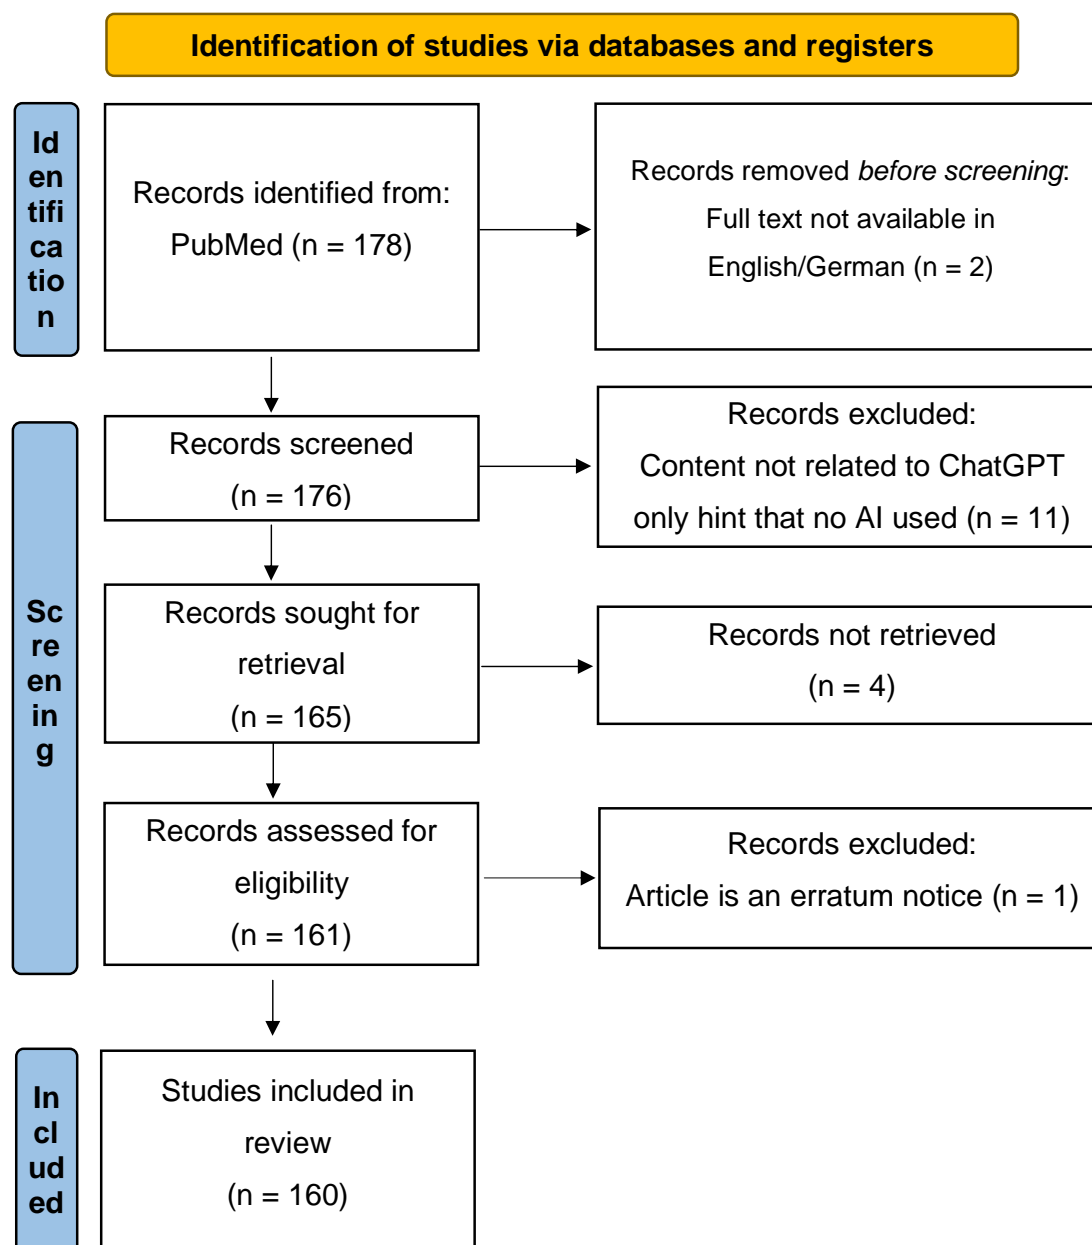 Identification of studies via databases and registers
Id
en
tifi
ca
tio
n
Records identified from:
PubMed (n = 178)
Records removed before screening:
Full text not available in
English/German (n = 2)
Sc
re
en
in
g
Records screened
(n = 176)
Records excluded:
Content not related to ChatGPT
only hint that no AI used (n = 11)
Records sought for
retrieval
(n = 165)
Records not retrieved
(n = 4)
Records assessed for
eligibility
(n = 161)
Records excluded:
Article is an erratum notice (n = 1)
In
cl
ud
ed
Studies included in
review
(n = 160)